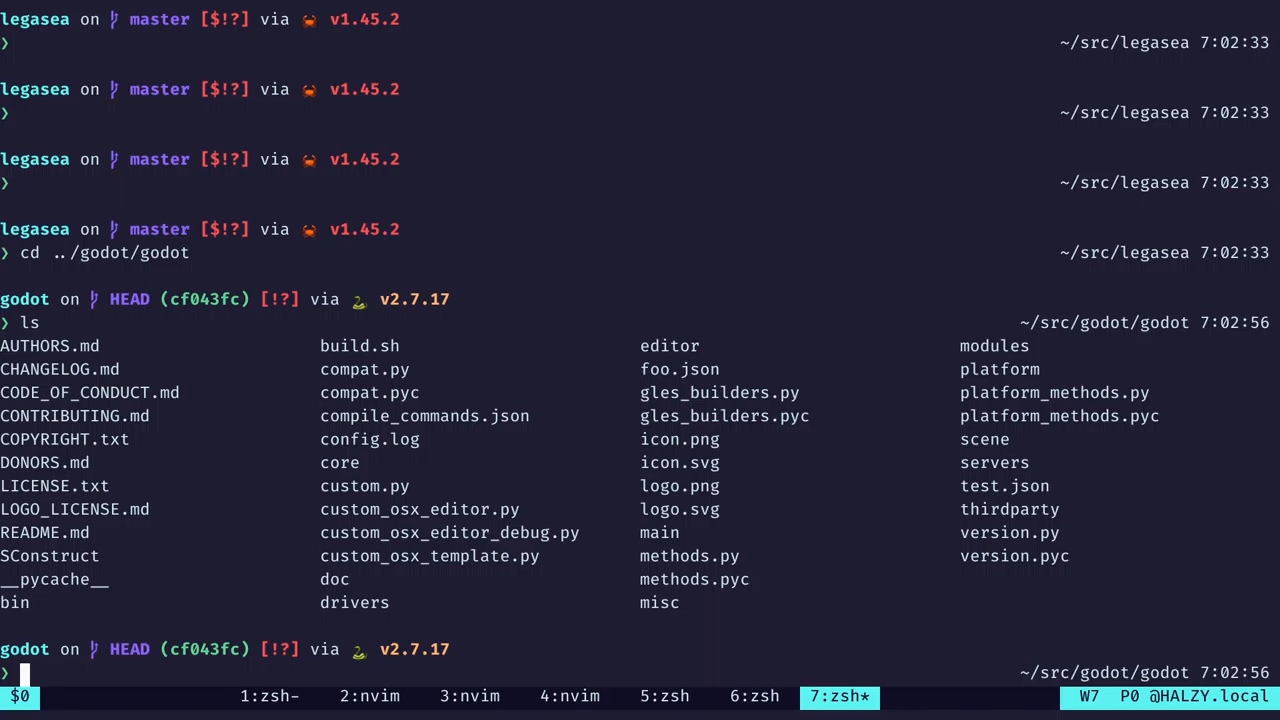 legasea on master [$!?] via 🦀 v1.45.2
❯ ~/src/legasea 7:02:33
legasea on master [$!?] via 🦀 v1.45.2
❯ ~/src/legasea 7:02:33
legasea on master [$!?] via 🦀 v1.45.2
❯ ~/src/legasea 7:02:33
legasea on master [$!?] via 🦀 v1.45.2
❯ cd ../godot/godot ~/src/legasea 7:02:33
godot on HEAD (cf043fc) [!?] via 🐍 v2.7.17
❯ ls ~/src/godot/godot 7:02:56
AUTHORS.md build.sh editor modules
CHANGELOG.md compat.py foo.json platform
CODE_OF_CONDUCT.md compat.pyc gles_builders.py platform_methods.py
CONTRIBUTING.md compile_commands.json gles_builders.pyc platform_methods.pyc
COPYRIGHT.txt config.log icon.png scene
DONORS.md core icon.svg servers
LICENSE.txt custom.py logo.png test.json
LOGO_LICENSE.md custom_osx_editor.py logo.svg thirdparty
README.md custom_osx_editor_debug.py main version.py
SConstruct custom_osx_template.py methods.py version.pyc
__pycache__ doc methods.pyc
bin drivers misc
godot on HEAD (cf043fc) [!?] via 🐍 v2.7.17
❯ ~/src/godot/godot 7:02:56
$0 1:zsh- 2:nvim 3:nvim 4:nvim 5:zsh 6:zsh 7:zsh* W7 P0 @HALZY.local